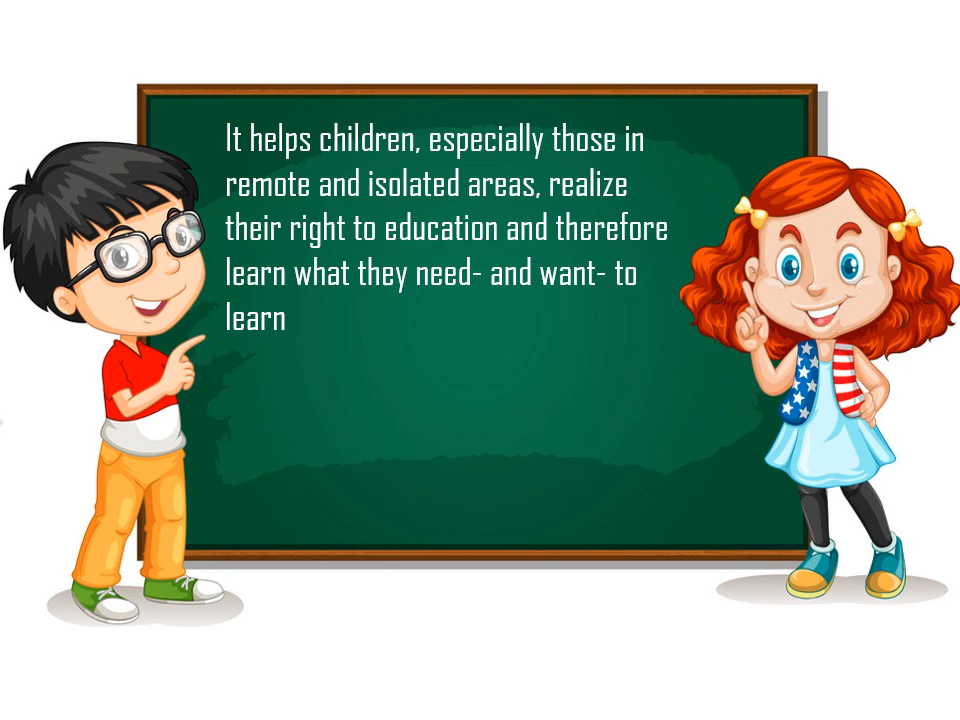 It helps children, especially those in
remote and isolated areas, realize
their right to education and therefore
learn what they need- and want- to
learn